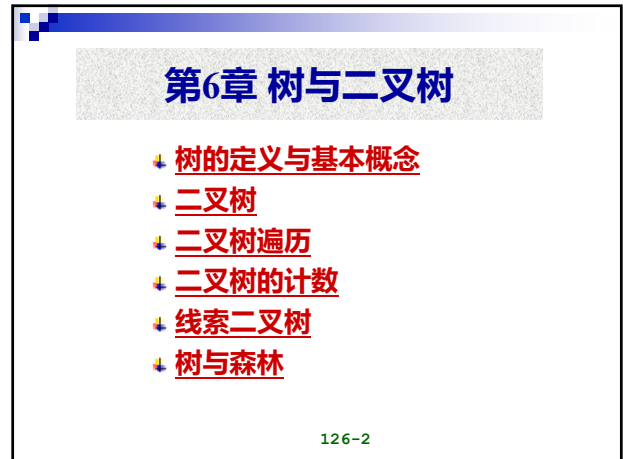 第6章 树与二叉树
树的定义与基本概念
二叉树
二叉树遍历
二叉树的计数
线索二叉树
树与森林
126-2